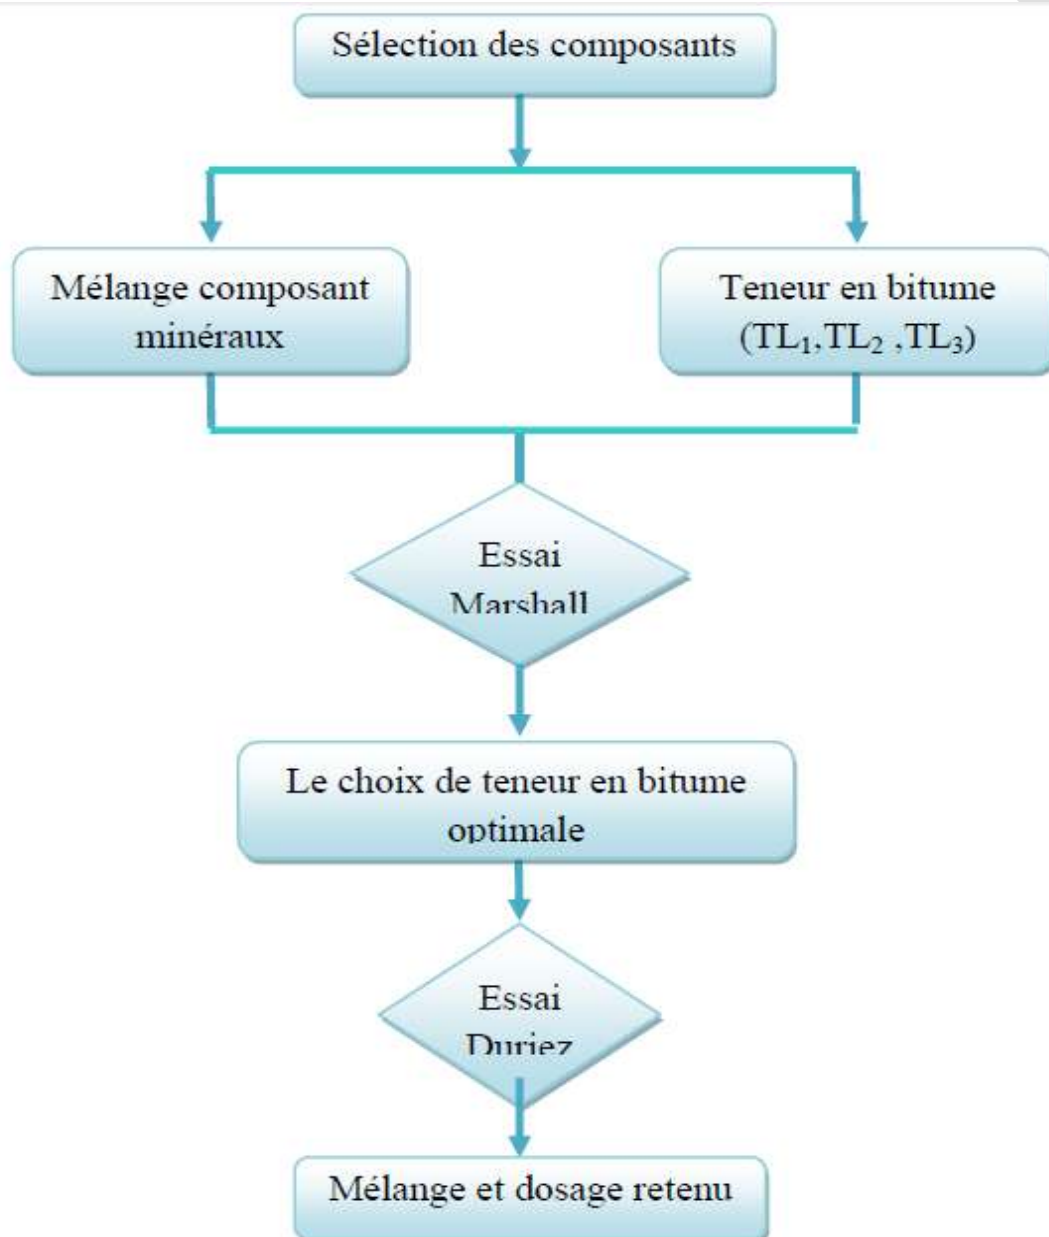 Sélection des composants
Mélange composant
minéraux
Teneur en bitume
(TL₁,TL₂ ,TL₃)
Essai
Marshall
Le choix de teneur en bitume
optimale
Essai
Duriez
Mélange et dosage retenu